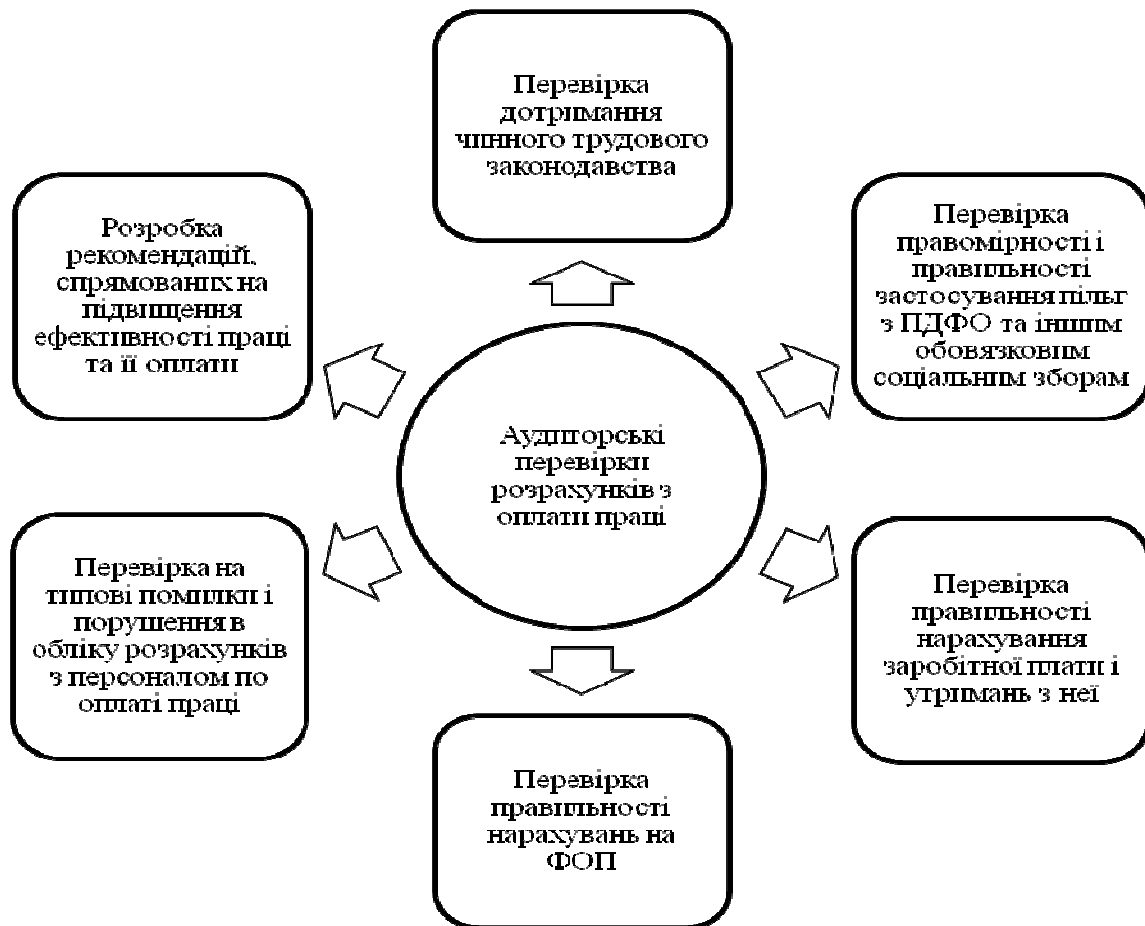 Перевірка
дотримання
чинного трудового
законодавства
Розробка
рекомендацій,
спрямованих на
підвищення
ефективності праці
та її оплати
Перевірка
правомірності і
правильності
застосування пільг
з ПДФО та іншим
обовязковим
соціальним зборам
Аудиторські
перевірки
розрахунків з
оплати праці
Перевірка на
типові помилки і
порушення в
обліку розрахунків
з персоналом по
оплаті праці
Перевірка
правильності
нарахування
заробітної плати і
утримань з неї
Перевірка
правильності
нарахувань на
ФОП